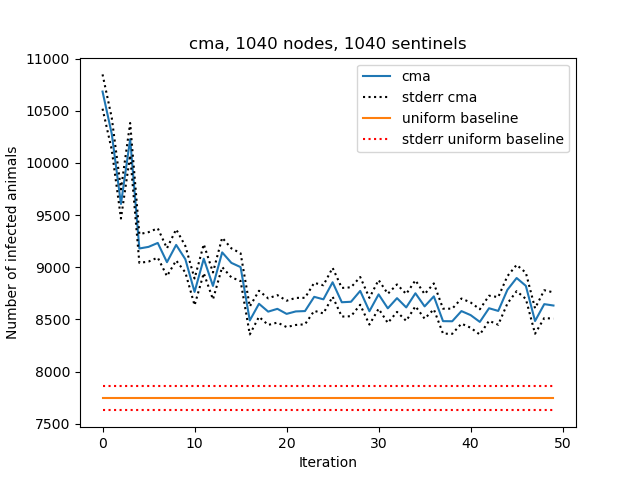 cma, 1040 nodes, 1040 sentinels
cma
stderr cma
uniform baseline
stderr uniform baseline
Number of infected animals
11000
10500
10000
9500
9000
8500
8000
7500
0 10 20 30 40 50
Iteration